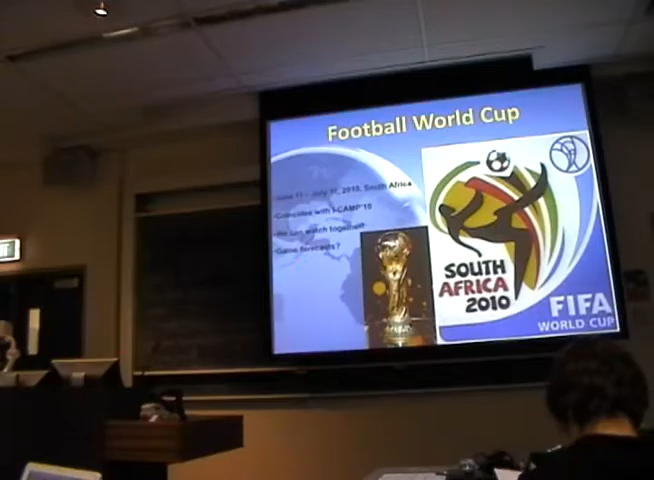 Football World Cup
June 11 - July 11, 2010, South Africa
•Coincides with I-CAMP'10
•We can watch together!
•Game forecasts?
SOUTH
AFRICA
2010
FIFA
WORLD CUP